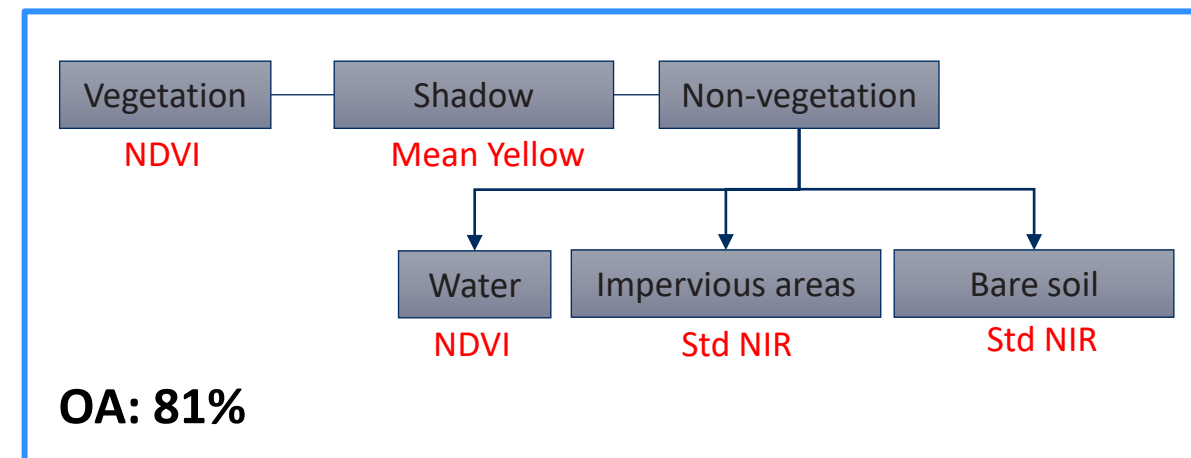 Vegetation
Shadow
Non-vegetation
NDVI
Mean Yellow
Water
Impervious areas
Bare soil
NDVI
Std NIR
Std NIR
OA: 81%